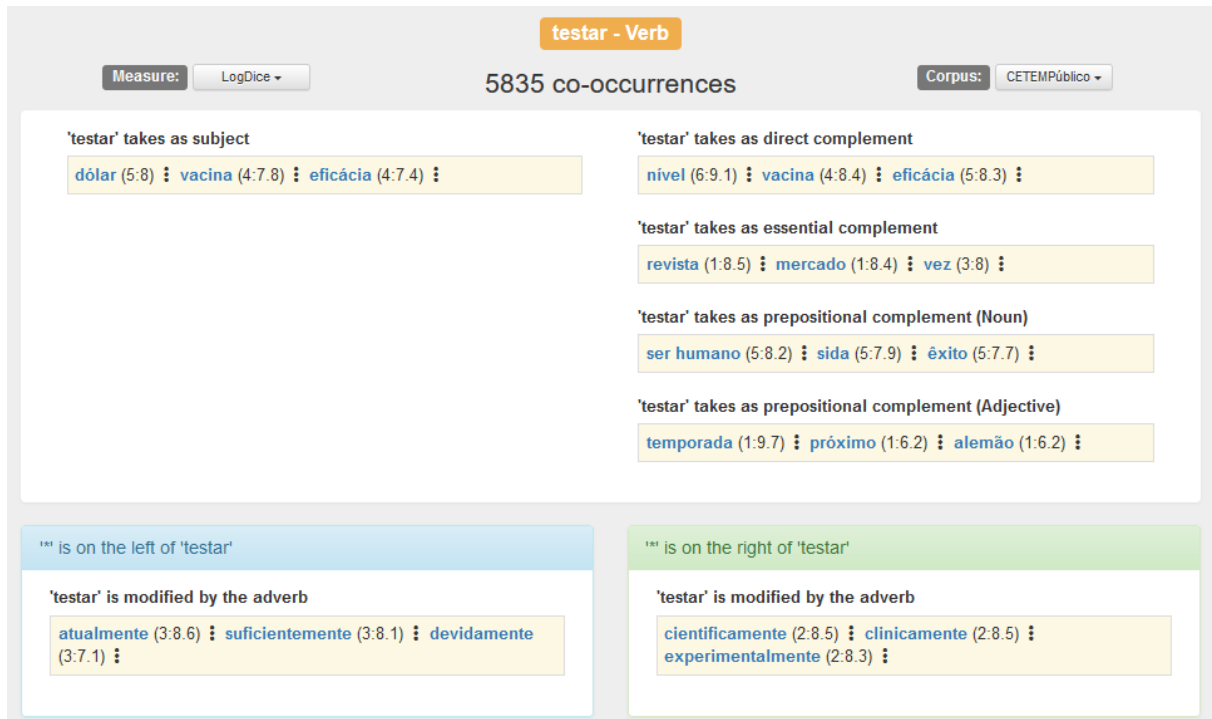 testar - Verb
Measure: LogDice
5835 co-occurrences
Corpus: CETEMPúblico
'testar' takes as subject
dólar (5:8) ⋮ vacina (4:7.8) ⋮ eficácia (4:7.4) ⋮
'testar' takes as direct complement
nível (6:9.1) ⋮ vacina (4:8.4) ⋮ eficácia (5:8.3) ⋮
'testar' takes as essential complement
revista (1:8.5) ⋮ mercado (1:8.4) ⋮ vez (3:8) ⋮
'testar' takes as prepositional complement (Noun)
ser humano (5:8.2) ⋮ sida (5:7.9) ⋮ êxito (5:7.7) ⋮
'testar' takes as prepositional complement (Adjective)
temporada (1:9.7) ⋮ próximo (1:6.2) ⋮ alemão (1:6.2) ⋮
'*' is on the left of 'testar'
'testar' is modified by the adverb
atualmente (3:8.6) ⋮ suficientemente (3:8.1) ⋮ devidamente
(3:7.1) ⋮
'*' is on the right of 'testar'
'testar' is modified by the adverb
cientificamente (2:8.5) ⋮ clinicamente (2:8.5) ⋮
experimentalmente (2:8.3) ⋮